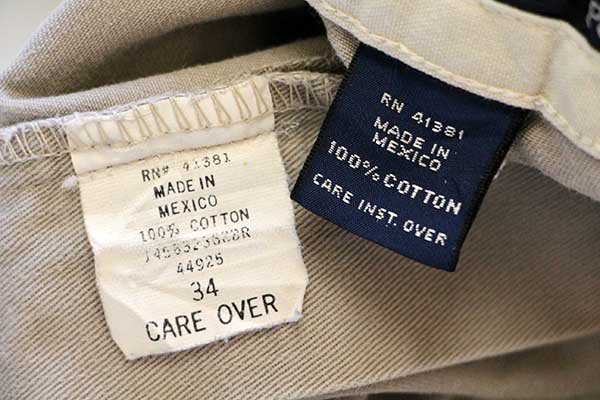 RN# 41381
MADE IN
MEXICO
100% COTTON
44925
34
CARE OVER
RN 41381
MADE IN
MEXICO
100% COTTON
CARE INST. OVER